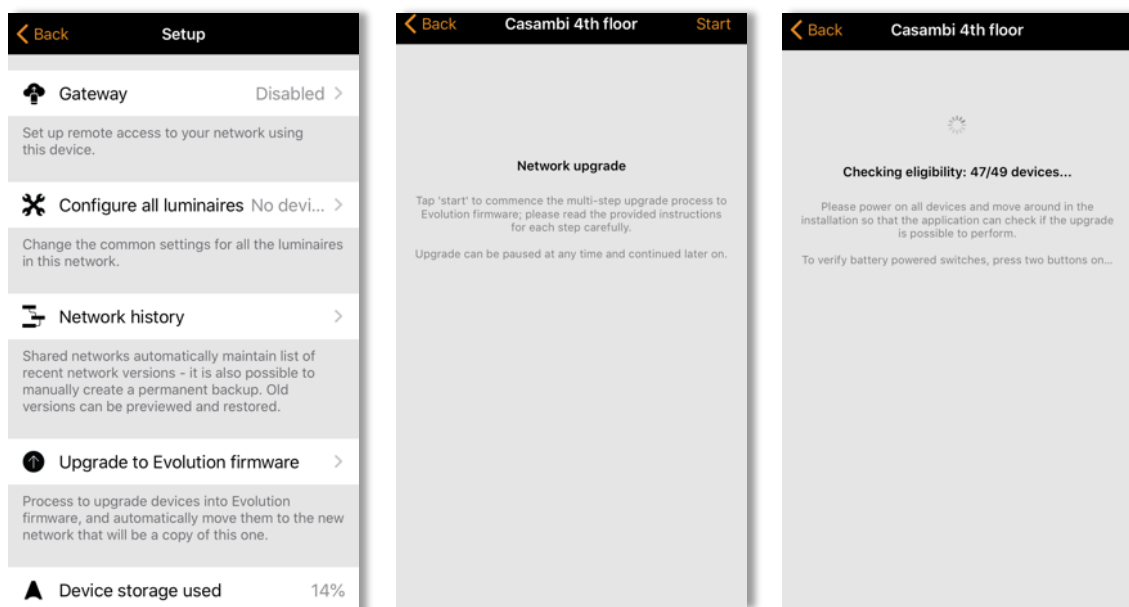 Back
Setup
Gateway
Disabled
Set up remote access to your network using
this device.
Configure all luminaires
No devi...
Change the common settings for all the luminaires
in this network.
Network history
Shared networks automatically maintain list of
recent network versions - it is also possible to
manually create a permanent backup. Old
versions can be previewed and restored.
Upgrade to Evolution firmware
Process to upgrade devices into Evolution
firmware, and automatically move them to the new
network that will be a copy of this one.
Device storage used
14%
Back
Casambi 4th floor
Start
Network upgrade
Tap 'start' to commence the multi-step upgrade process to
Evolution firmware; please read the provided instructions
for each step carefully.
Upgrade can be paused at any time and continued later on.
Back
Casambi 4th floor
Checking eligibility: 47/49 devices...
Please power on all devices and move around in the
installation so that the application can check if the upgrade
is possible to perform.
To verify battery powered switches, press two buttons on...